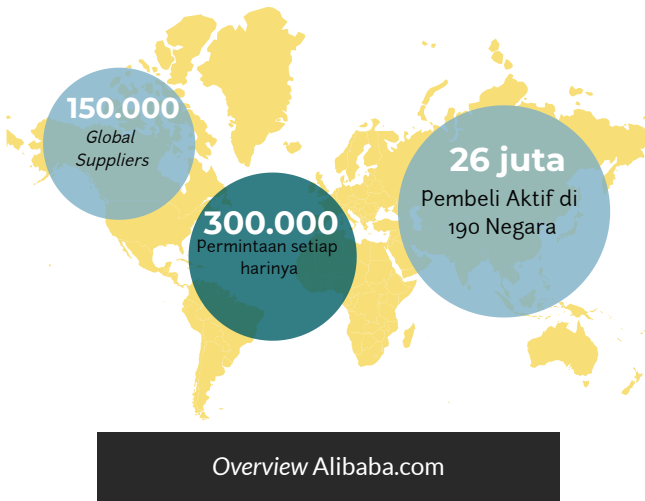 150.000
Global
Suppliers
300.000
Permintaan setiap
harinya
26 juta
Pembeli Aktif di
190 Negara
Overview Alibaba.com